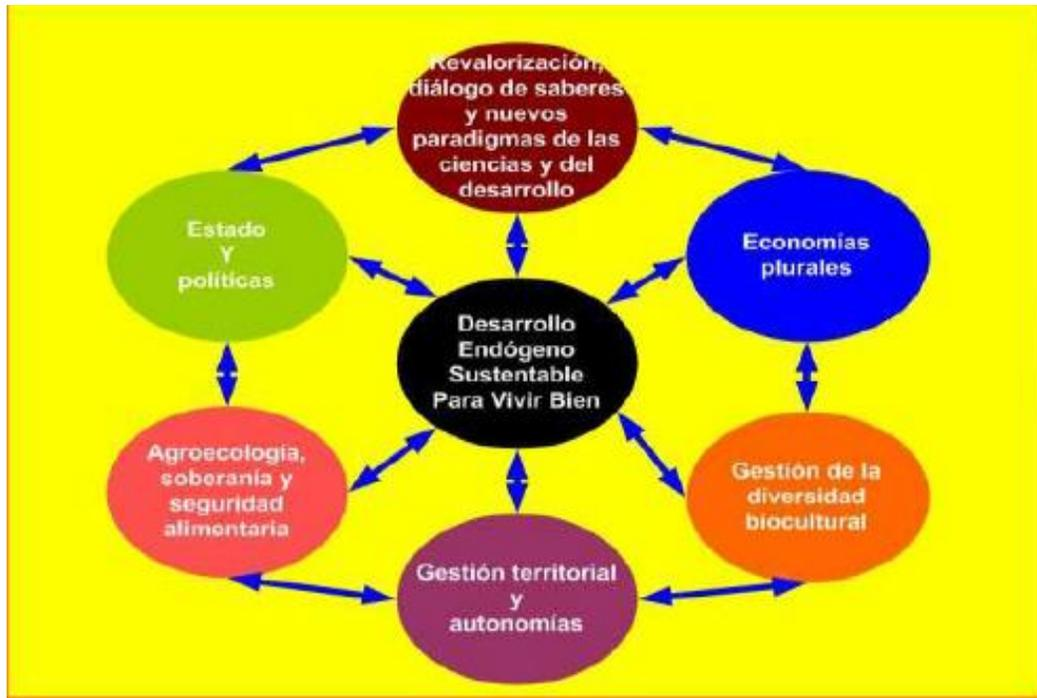 Revalorización,
diálogo de saberes
y nuevos
paradigmas de las
ciencias y del
desarrollo
Estado
Y
políticas
Economías
plurales
Desarrollo
Endógeno
Sustentable
Para Vivir Bien
Agroecología,
soberanía y
seguridad
alimentaria
Gestión de la
diversidad
biocultural
Gestión territorial
y
autonomías